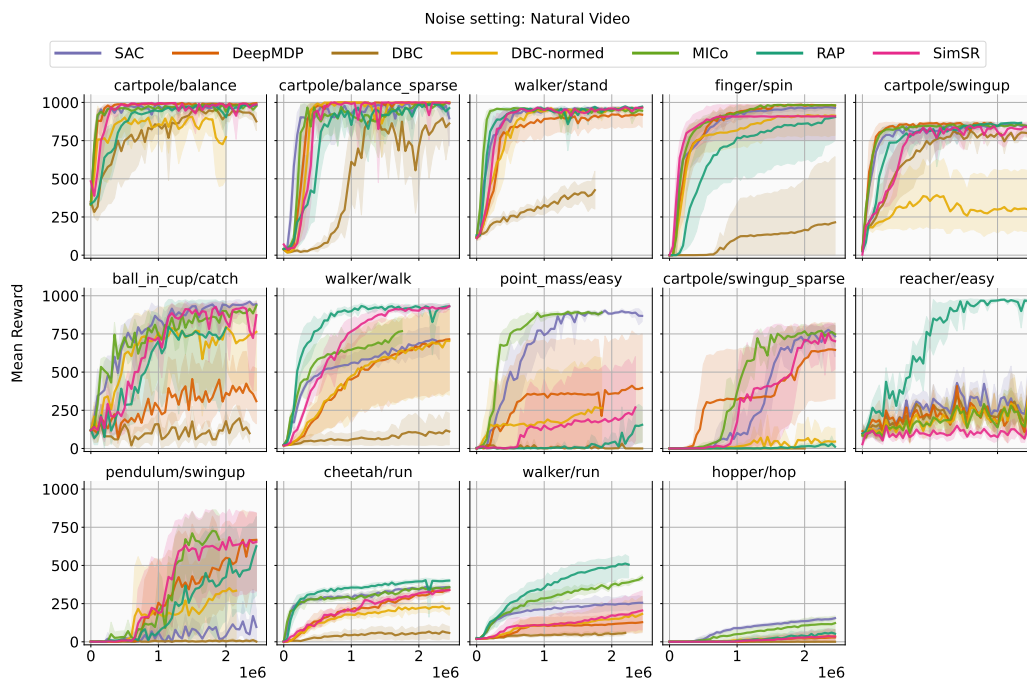 Noise setting: Natural Video
SAC DeepMDP DBC DBC-normed MICo RAP SimSR
cartpole/balance cartpole/balance_sparse walker/stand finger/spin cartpole/swingup
1000
750
500
250
0
ball_in_cup/catch walker/walk point_mass/easy cartpole/swingup_sparse reacher/easy
Mean Reward
1000
750
500
250
0
pendulum/swingup cheetah/run walker/run hopper/hop
1000
750
500
250
0
0 1 2 0 1 2 0 1 2 0 1 2
1e6 1e6 1e6 1e6